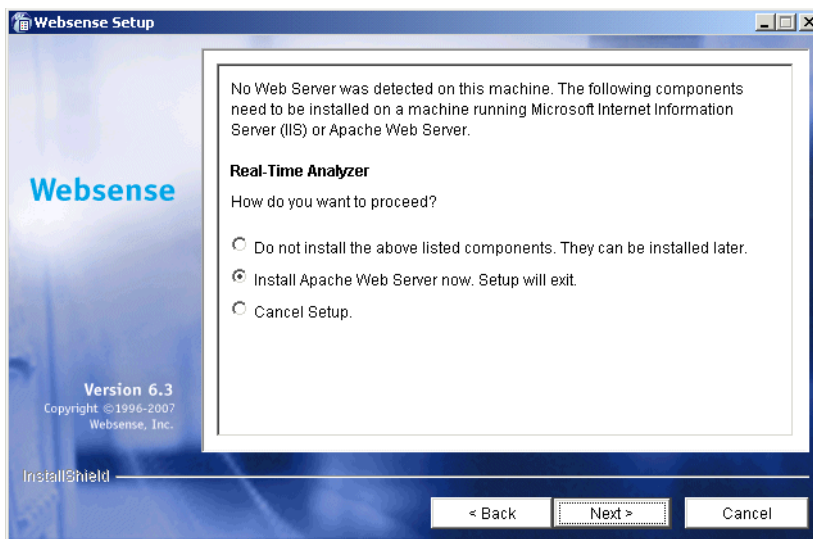 Websense Setup
No Web Server was detected on this machine. The following components
need to be installed on a machine running Microsoft Internet Information
Server (IIS) or Apache Web Server.
Real-Time Analyzer
Websense
How do you want to proceed?
Do not install the above listed components. They can be installed later.
Install Apache Web Server now. Setup will exit.
Cancel Setup.
Version 6.3
Copyright ©1996-2007
Websense, Inc.
InstallShield
< Back
Next >
Cancel